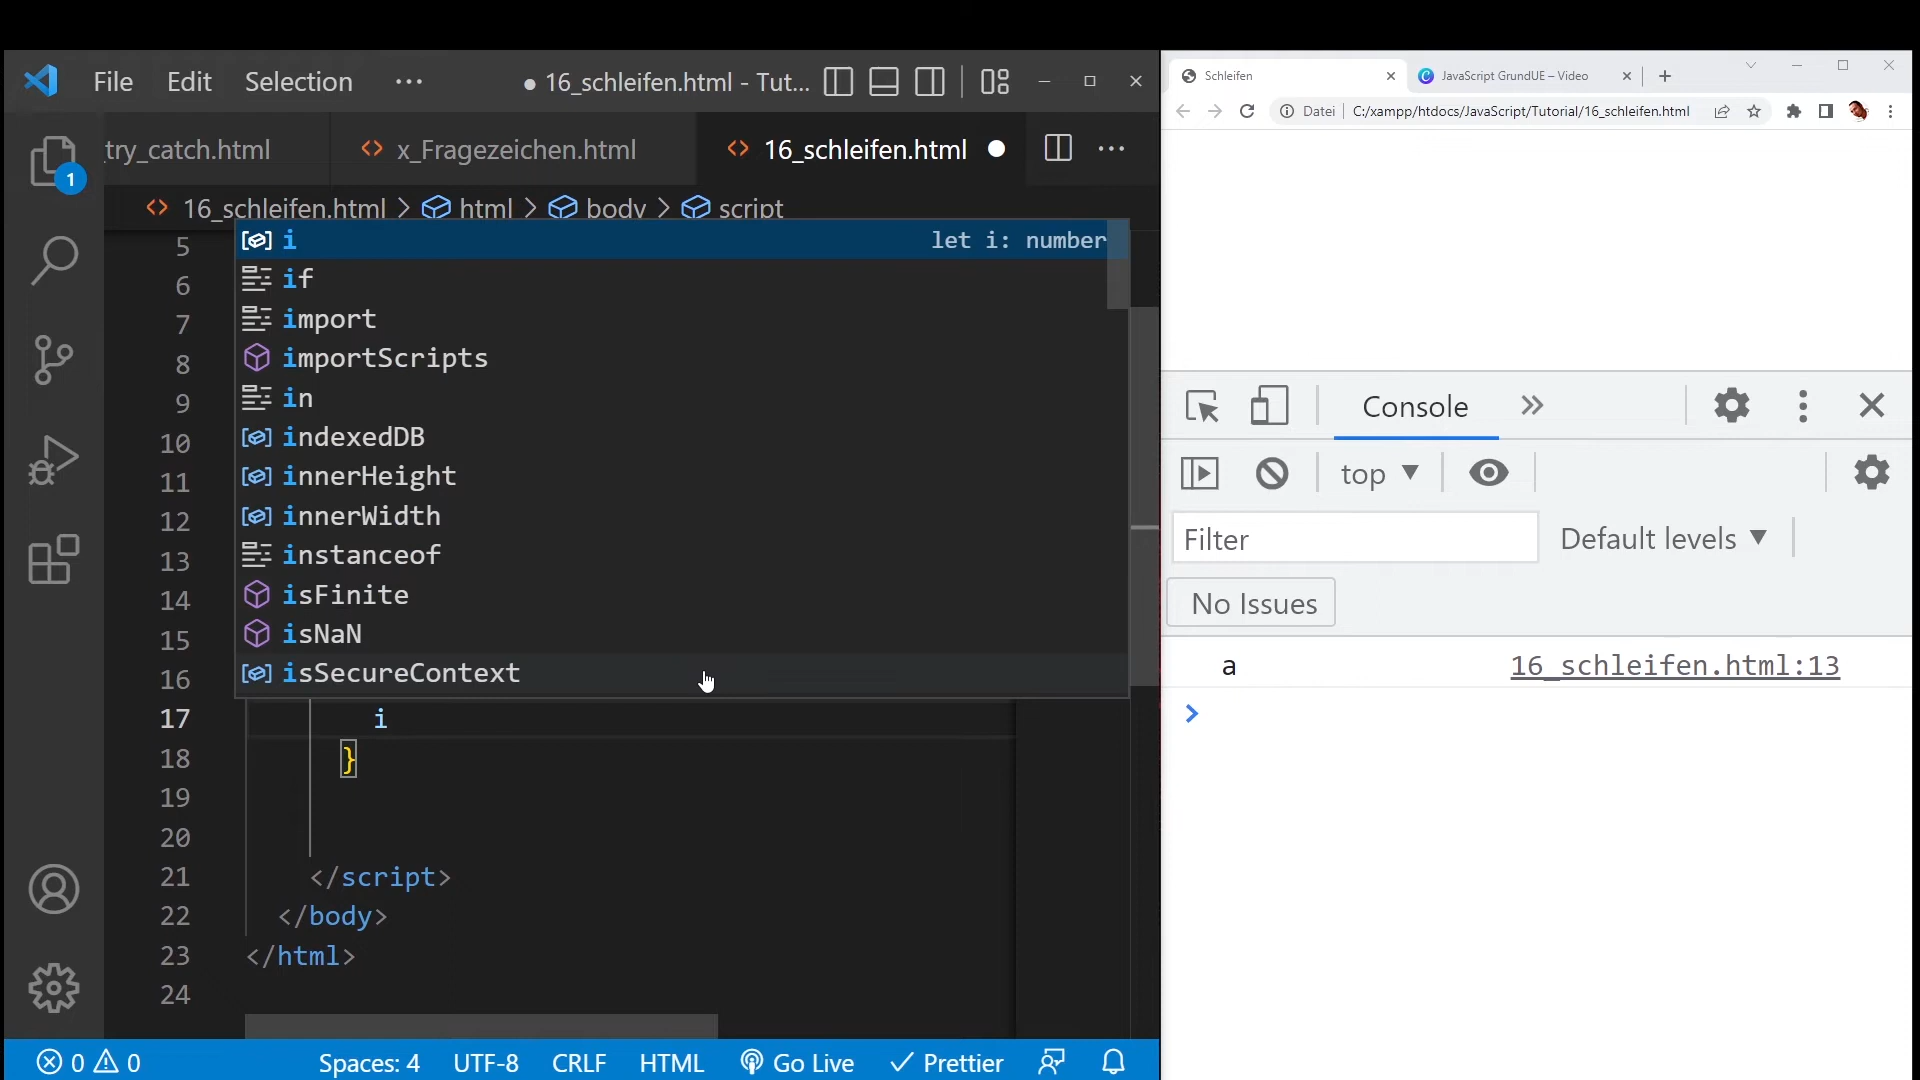 File Edit Selection ··· ● 16_schleifen.html - Tut...
try_catch.html x_Fragezeichen.html 16_schleifen.html
1
16_schleifen.html > html > body > script
5
6
7
8
9
10
11
12
13
14
15
16
17 i
18 }
19
20
21 </script>
22 </body>
23 </html>
24
i let i: number
if
import
importScripts
in
indexedDB
innerHeight
innerWidth
instanceof
isFinite
isNaN
isSecureContext
0 0 Spaces: 4 UTF-8 CRLF HTML Go Live Prettier
Schleifen JavaScript GrundUE – Video
Datei C:/xampp/htdocs/JavaScript/Tutorial/16_schleifen.html
Console
top
Filter Default levels
No Issues
a 16_schleifen.html:13